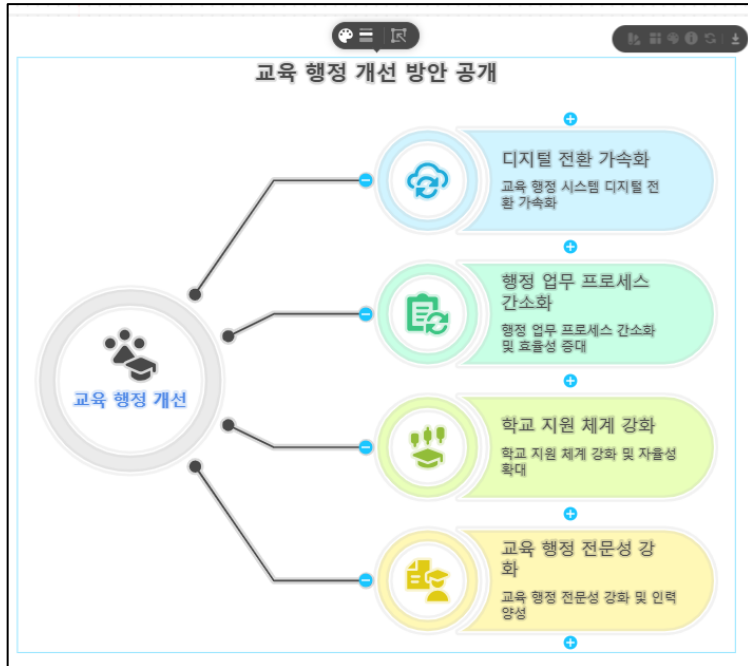 교육 행정 개선 방안 공개
디지털 전환 가속화
교육 행정 시스템 디지털 전
환 가속화
행정 업무 프로세스
간소화
행정 업무 프로세스 간소화
및 효율성 증대
교육 행정 개선
학교 지원 체계 강화
학교 지원 체계 강화 및 자율성
확대
교육 행정 전문성 강
화
교육 행정 전문성 강화 및 인력
양성